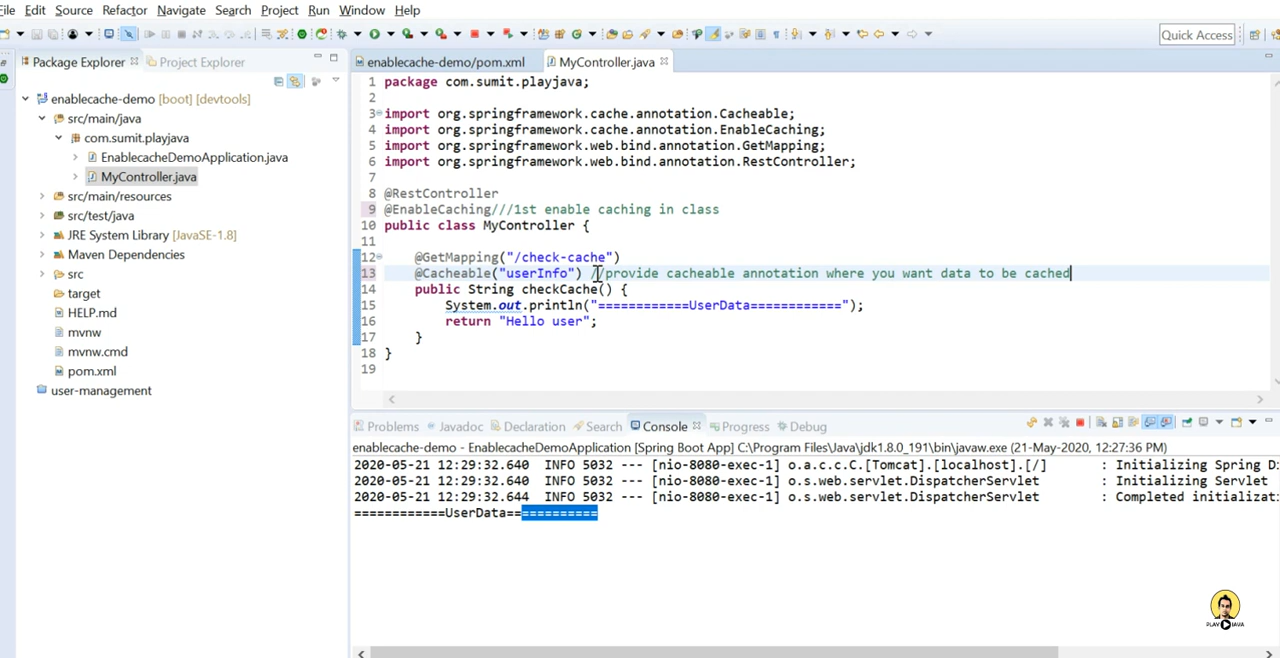 File Edit Source Refactor Navigate Search Project Run Window Help
Quick Access
Package Explorer Project Explorer
enablecache-demo/pom.xml MyController.java
enablecache-demo [boot] [devtools]
src/main/java
com.sumit.playjava
EnablecacheDemoApplication.java
MyController.java
src/main/resources
src/test/java
JRE System Library [JavaSE-1.8]
Maven Dependencies
src
target
HELP.md
mvnw
mvnw.cmd
pom.xml
user-management
1 package com.sumit.playjava;
2
3 import org.springframework.cache.annotation.Cacheable;
4 import org.springframework.cache.annotation.EnableCaching;
5 import org.springframework.web.bind.annotation.GetMapping;
6 import org.springframework.web.bind.annotation.RestController;
7
8 @RestController
9 @EnableCaching///1st enable caching in class
10 public class MyController {
11
12 @GetMapping("/check-cache")
13 @Cacheable("userInfo") //provide cacheable annotation where you want data to be cached
14 public String checkCache() {
15 System.out.println("============UserData============");
16 return "Hello user";
17 }
18 }
19
Problems Javadoc Declaration Search Console Progress Debug
enablecache-demo - EnablecacheDemoApplication [Spring Boot App] C:\Program Files\Java\jdk1.8.0_191\bin\javaw.exe (21-May-2020, 12:27:36 PM)
2020-05-21 12:29:32.640 INFO 5032 --- [nio-8080-exec-1] o.a.c.c.C.[Tomcat].[localhost].[/] : Initializing Spring D
2020-05-21 12:29:32.640 INFO 5032 --- [nio-8080-exec-1] o.s.web.servlet.DispatcherServlet : Initializing Servlet
2020-05-21 12:29:32.644 INFO 5032 --- [nio-8080-exec-1] o.s.web.servlet.DispatcherServlet : Completed initializat
============UserData============
PLAY JAVA